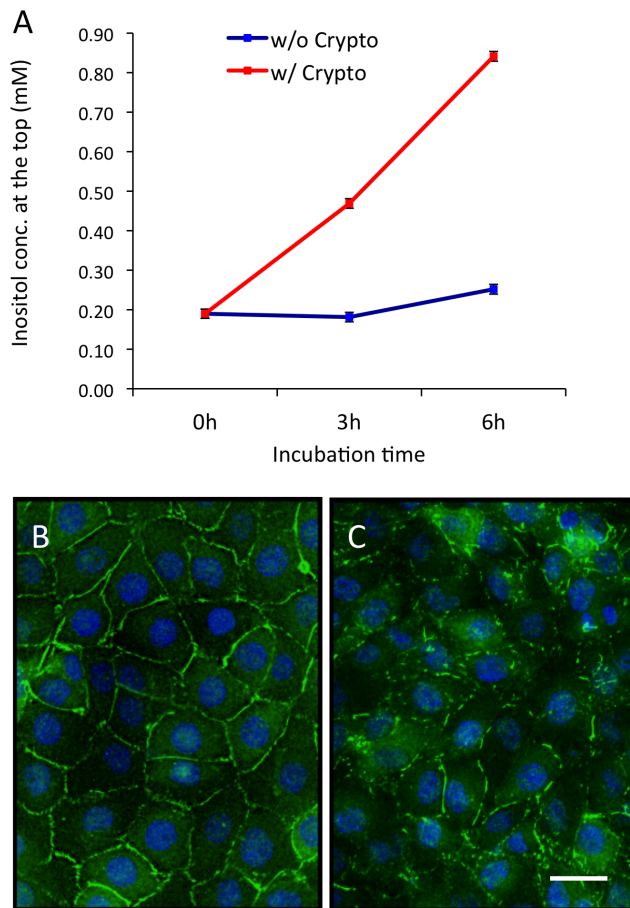 A
w/o Crypto
w/ Crypto
Inositol conc. at the top (mM)
0.90
0.80
0.70
0.60
0.50
0.40
0.30
0.20
0.10
0.00
0h 3h 6h
Incubation time
B
C